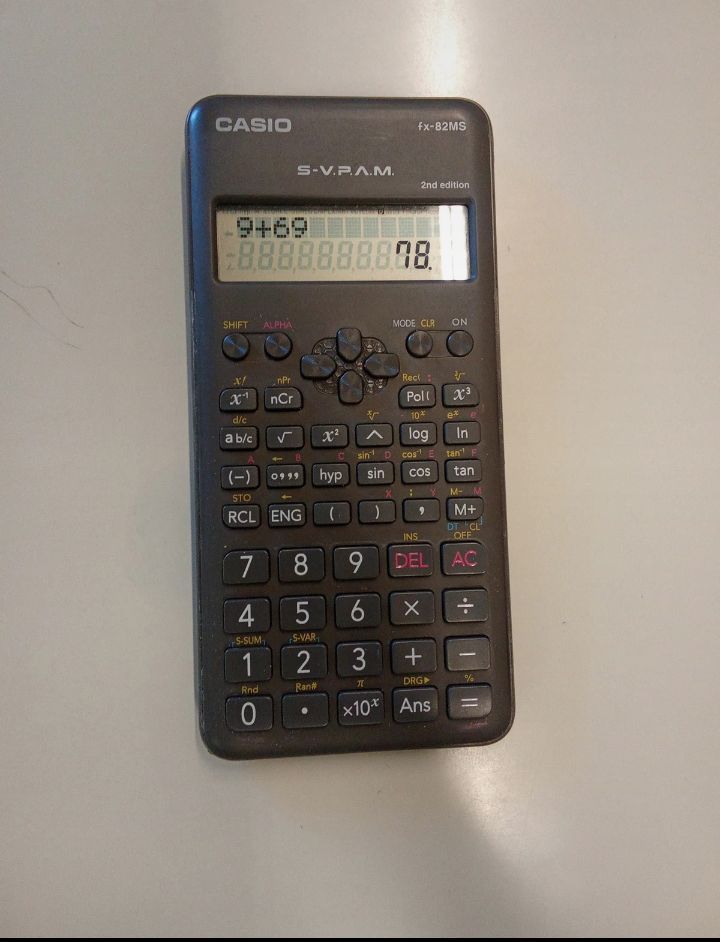 CASIO fx-82MS
S-V.P.A.M.
2nd edition
9+69
78.
SHIFT ALPHA MODE CLR ON
x! nPr Rec( : ³√
x⁻¹ nCr Pol( x³
d/c ˣ√ 10ˣ eˣ e
a b/c √ x² ^ log ln
A ← B C sin⁻¹ D cos⁻¹ E tan⁻¹ F
(−) o,,, hyp sin cos tan
STO ← X ; Y M− M
RCL ENG ( ) , M+
DT CL
INS OFF
7 8 9 DEL AC
4 5 6 × ÷
S-SUM S-VAR
1 2 3 + −
Rnd Ran# π DRG▶ %
0 • ×10ˣ Ans =